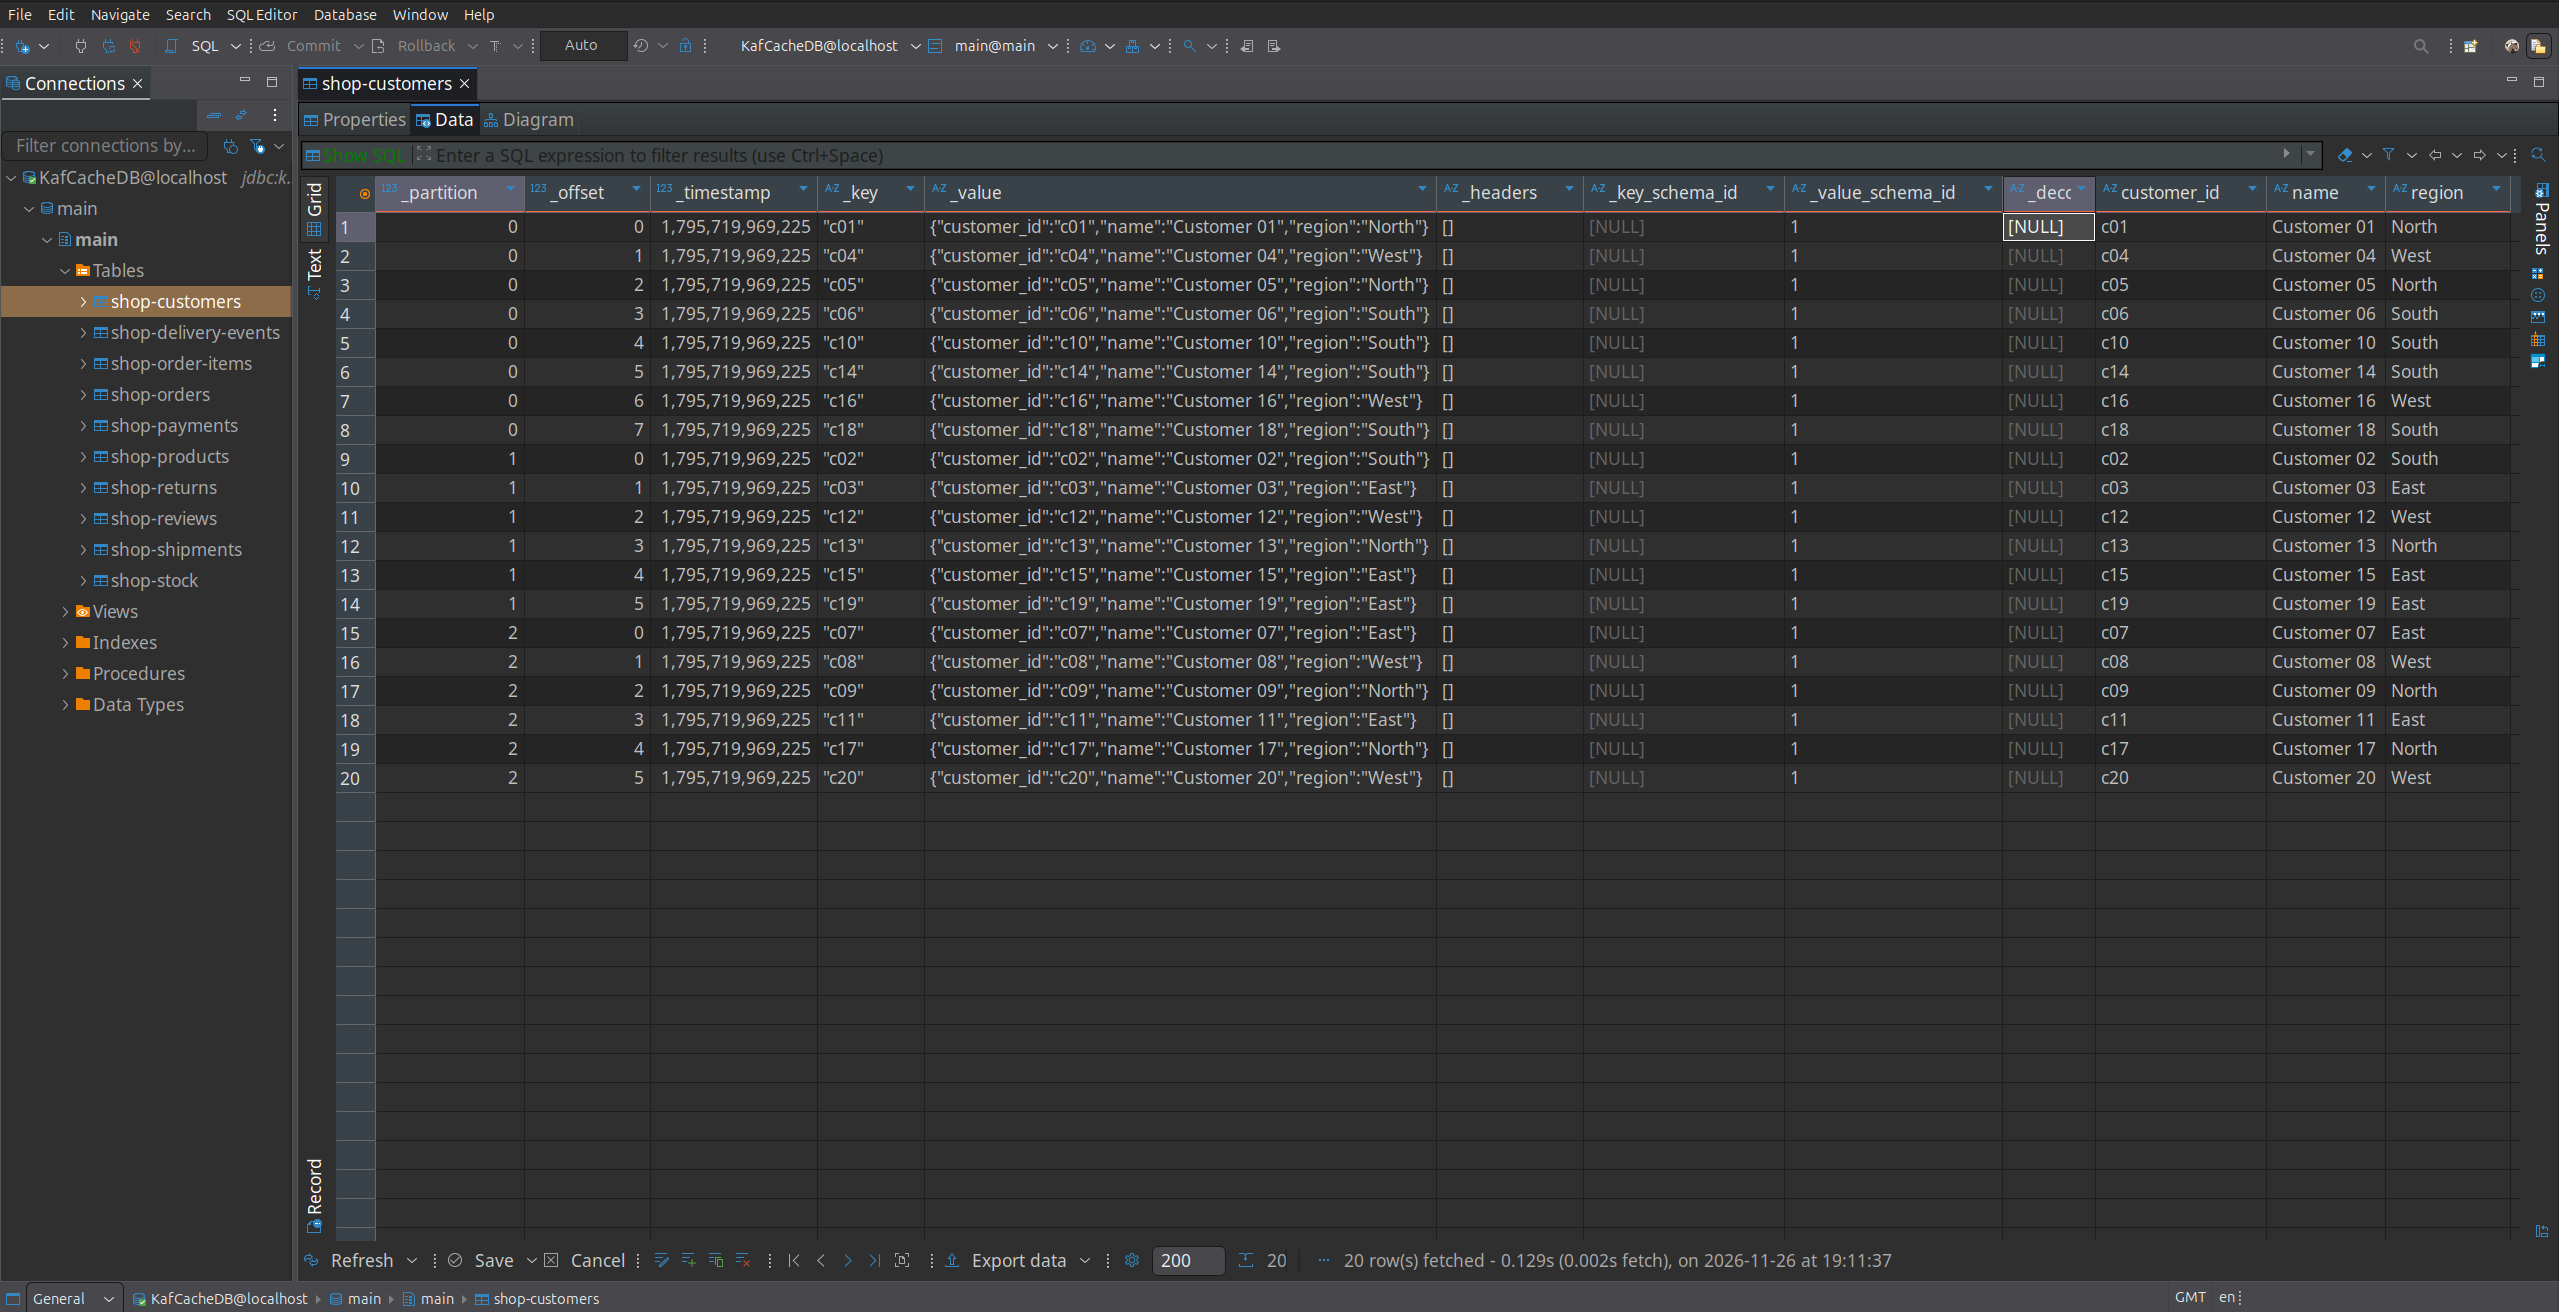 File Edit Navigate Search SQL Editor Database Window Help
SQL Commit Rollback T Auto KafCacheDB@localhost main@main
Connections
shop-customers
Properties Data Diagram
Filter connections by...
Show SQL Enter a SQL expression to filter results (use Ctrl+Space)
KafCacheDB@localhost jdbc:k.
main
main
Tables
shop-customers
shop-delivery-events
shop-order-items
shop-orders
shop-payments
shop-products
shop-returns
shop-reviews
shop-shipments
shop-stock
Views
Indexes
Procedures
Data Types
Grid
Text
Record
Panels
123 _partition 123 _offset 123 _timestamp A-Z _key A-Z _value A-Z _headers A-Z _key_schema_id A-Z _value_schema_id A-Z _decc A-Z customer_id A-Z name A-Z region
1 0 0 1,795,719,969,225 "c01" {"customer_id":"c01","name":"Customer 01","region":"North"} [] [NULL] 1 [NULL] c01 Customer 01 North
2 0 1 1,795,719,969,225 "c04" {"customer_id":"c04","name":"Customer 04","region":"West"} [] [NULL] 1 [NULL] c04 Customer 04 West
3 0 2 1,795,719,969,225 "c05" {"customer_id":"c05","name":"Customer 05","region":"North"} [] [NULL] 1 [NULL] c05 Customer 05 North
4 0 3 1,795,719,969,225 "c06" {"customer_id":"c06","name":"Customer 06","region":"South"} [] [NULL] 1 [NULL] c06 Customer 06 South
5 0 4 1,795,719,969,225 "c10" {"customer_id":"c10","name":"Customer 10","region":"South"} [] [NULL] 1 [NULL] c10 Customer 10 South
6 0 5 1,795,719,969,225 "c14" {"customer_id":"c14","name":"Customer 14","region":"South"} [] [NULL] 1 [NULL] c14 Customer 14 South
7 0 6 1,795,719,969,225 "c16" {"customer_id":"c16","name":"Customer 16","region":"West"} [] [NULL] 1 [NULL] c16 Customer 16 West
8 0 7 1,795,719,969,225 "c18" {"customer_id":"c18","name":"Customer 18","region":"South"} [] [NULL] 1 [NULL] c18 Customer 18 South
9 1 0 1,795,719,969,225 "c02" {"customer_id":"c02","name":"Customer 02","region":"South"} [] [NULL] 1 [NULL] c02 Customer 02 South
10 1 1 1,795,719,969,225 "c03" {"customer_id":"c03","name":"Customer 03","region":"East"} [] [NULL] 1 [NULL] c03 Customer 03 East
11 1 2 1,795,719,969,225 "c12" {"customer_id":"c12","name":"Customer 12","region":"West"} [] [NULL] 1 [NULL] c12 Customer 12 West
12 1 3 1,795,719,969,225 "c13" {"customer_id":"c13","name":"Customer 13","region":"North"} [] [NULL] 1 [NULL] c13 Customer 13 North
13 1 4 1,795,719,969,225 "c15" {"customer_id":"c15","name":"Customer 15","region":"East"} [] [NULL] 1 [NULL] c15 Customer 15 East
14 1 5 1,795,719,969,225 "c19" {"customer_id":"c19","name":"Customer 19","region":"East"} [] [NULL] 1 [NULL] c19 Customer 19 East
15 2 0 1,795,719,969,225 "c07" {"customer_id":"c07","name":"Customer 07","region":"East"} [] [NULL] 1 [NULL] c07 Customer 07 East
16 2 1 1,795,719,969,225 "c08" {"customer_id":"c08","name":"Customer 08","region":"West"} [] [NULL] 1 [NULL] c08 Customer 08 West
17 2 2 1,795,719,969,225 "c09" {"customer_id":"c09","name":"Customer 09","region":"North"} [] [NULL] 1 [NULL] c09 Customer 09 North
18 2 3 1,795,719,969,225 "c11" {"customer_id":"c11","name":"Customer 11","region":"East"} [] [NULL] 1 [NULL] c11 Customer 11 East
19 2 4 1,795,719,969,225 "c17" {"customer_id":"c17","name":"Customer 17","region":"North"} [] [NULL] 1 [NULL] c17 Customer 17 North
20 2 5 1,795,719,969,225 "c20" {"customer_id":"c20","name":"Customer 20","region":"West"} [] [NULL] 1 [NULL] c20 Customer 20 West
Refresh Save Cancel Export data 200 20 ... 20 row(s) fetched - 0.129s (0.002s fetch), on 2026-11-26 at 19:11:37
General KafCacheDB@localhost main main shop-customers GMT en